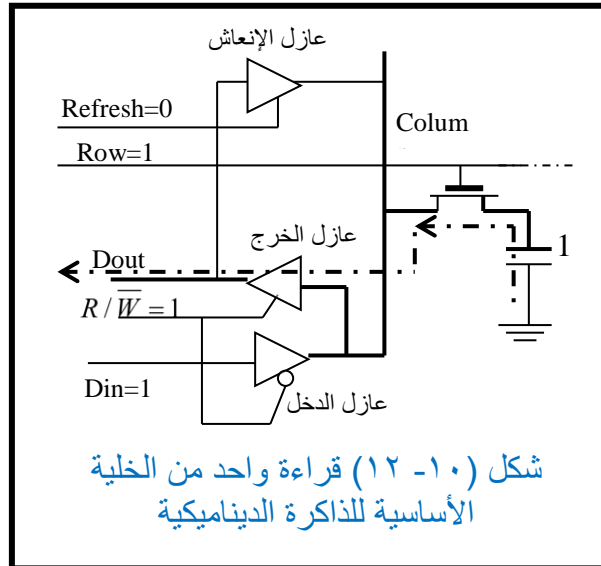 عازل الإنعاش
Refresh=0
Colum
Row=1
عازل الخرج
1
Dout
R / \overline{W} = 1
Din=1
عازل الدخل
شكل (١٠- ١٢) قراءة واحد من الخلية
الأساسية للذاكرة الديناميكية